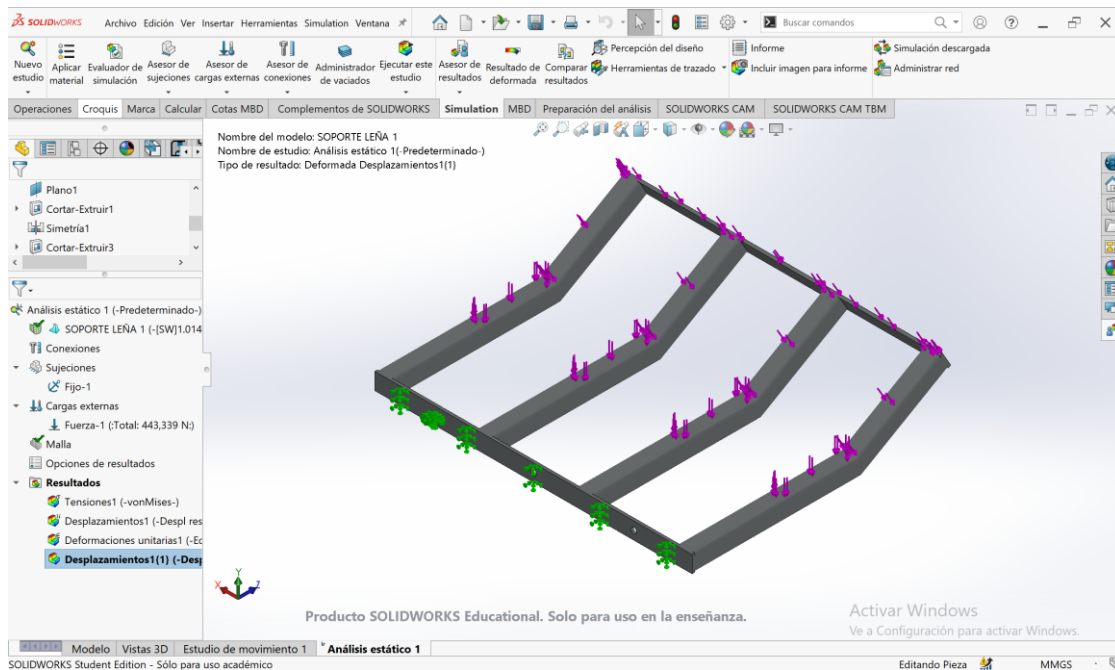 SOLIDWORKS Archivo Edición Ver Insertar Herramientas Simulation Ventana Buscar comandos
Nuevo estudio
Aplicar material
Evaluador de simulación
Asesor de sujeciones
Asesor de cargas externas
Asesor de conexiones
Administrador de vaciados
Ejecutar este estudio
Asesor de resultados
Resultado de deformada
Comparar resultados
Percepción del diseño
Herramientas de trazado
Informe
Incluir imagen para informe
Simulación descargada
Administrar red
Operaciones Croquis Marca Calcular Cotas MBD Complementos de SOLIDWORKS Simulation MBD Preparación del análisis SOLIDWORKS CAM SOLIDWORKS CAM TBM
Nombre del modelo: SOPORTE LEÑA 1
Nombre de estudio: Análisis estático 1(-Predeterminado-)
Tipo de resultado: Deformada Desplazamientos1{1}
Plano1
Cortar-Extruir1
Simetría1
Cortar-Extruir3
Análisis estático 1 (-Predeterminado-)
SOPORTE LEÑA 1 (-[SW]1.014
Conexiones
Sujeciones
Fijo-1
Cargas externas
Fuerza-1 (:Total: 443,339 N:)
Malla
Opciones de resultados
Resultados
Tensiones1 (-vonMises-)
Desplazamientos1 (-Despl res
Deformaciones unitarias1 (-Ec
Desplazamientos1{1} (-Desp
Y
X
Z
Producto SOLIDWORKS Educational. Solo para uso en la enseñanza.
Activar Windows
Ve a Configuración para activar Windows.
Modelo Vistas 3D Estudio de movimiento 1 Análisis estático 1
SOLIDWORKS Student Edition - Sólo para uso académico Editando Pieza MMGS